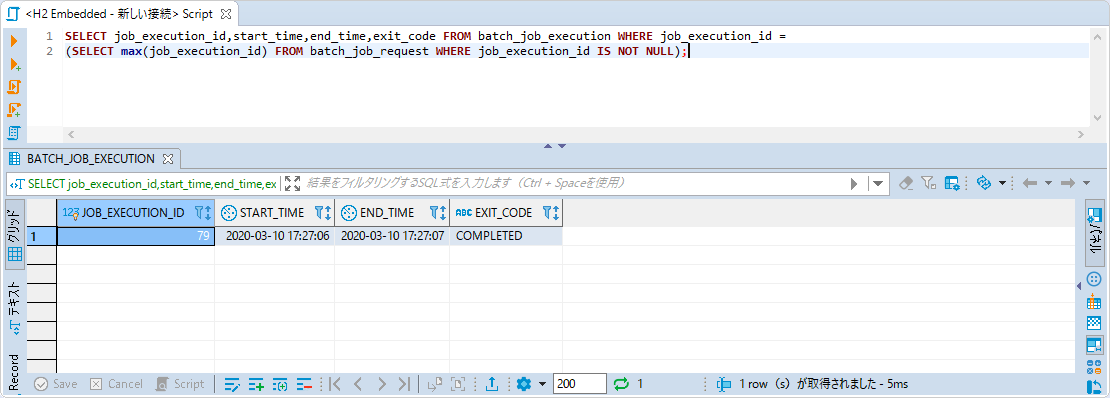 <H2 Embedded - 新しい接続> Script
1 SELECT job_execution_id,start_time,end_time,exit_code FROM batch_job_execution WHERE job_execution_id =
2 (SELECT max(job_execution_id) FROM batch_job_request WHERE job_execution_id IS NOT NULL);
BATCH_JOB_EXECUTION
SELECT job_execution_id,start_time,end_time,ex
結果をフィルタリングするSQL式を入力します（Ctrl + Spaceを使用）
グリッド
テキスト
Record
123 JOB_EXECUTION_ID START_TIME END_TIME ABC EXIT_CODE
1 79 2020-03-10 17:27:06 2020-03-10 17:27:07 COMPLETED
パネル
Save Cancel Script 200 1 1 row（s）が取得されました - 5ms